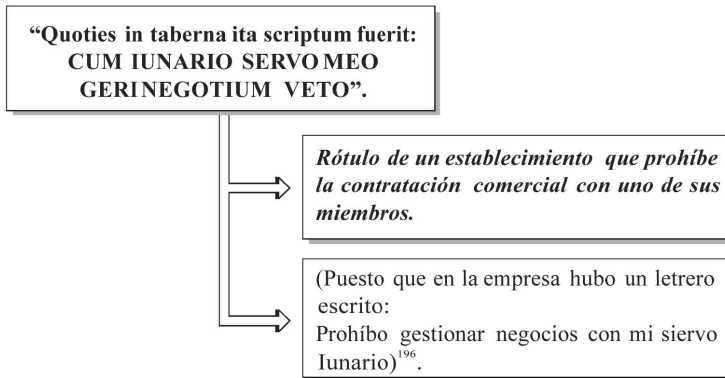 “Quoties in taberna ita scriptum fuerit:
CUM IUNARIO SERVO MEO
GERI NEGOTIUM VETO”.
Rótulo de un establecimiento que prohíbe
la contratación comercial con uno de sus
miembros.
(Puesto que en la empresa hubo un letrero
escrito:
Prohíbo gestionar negocios con mi siervo
Iunario)¹⁹⁶.